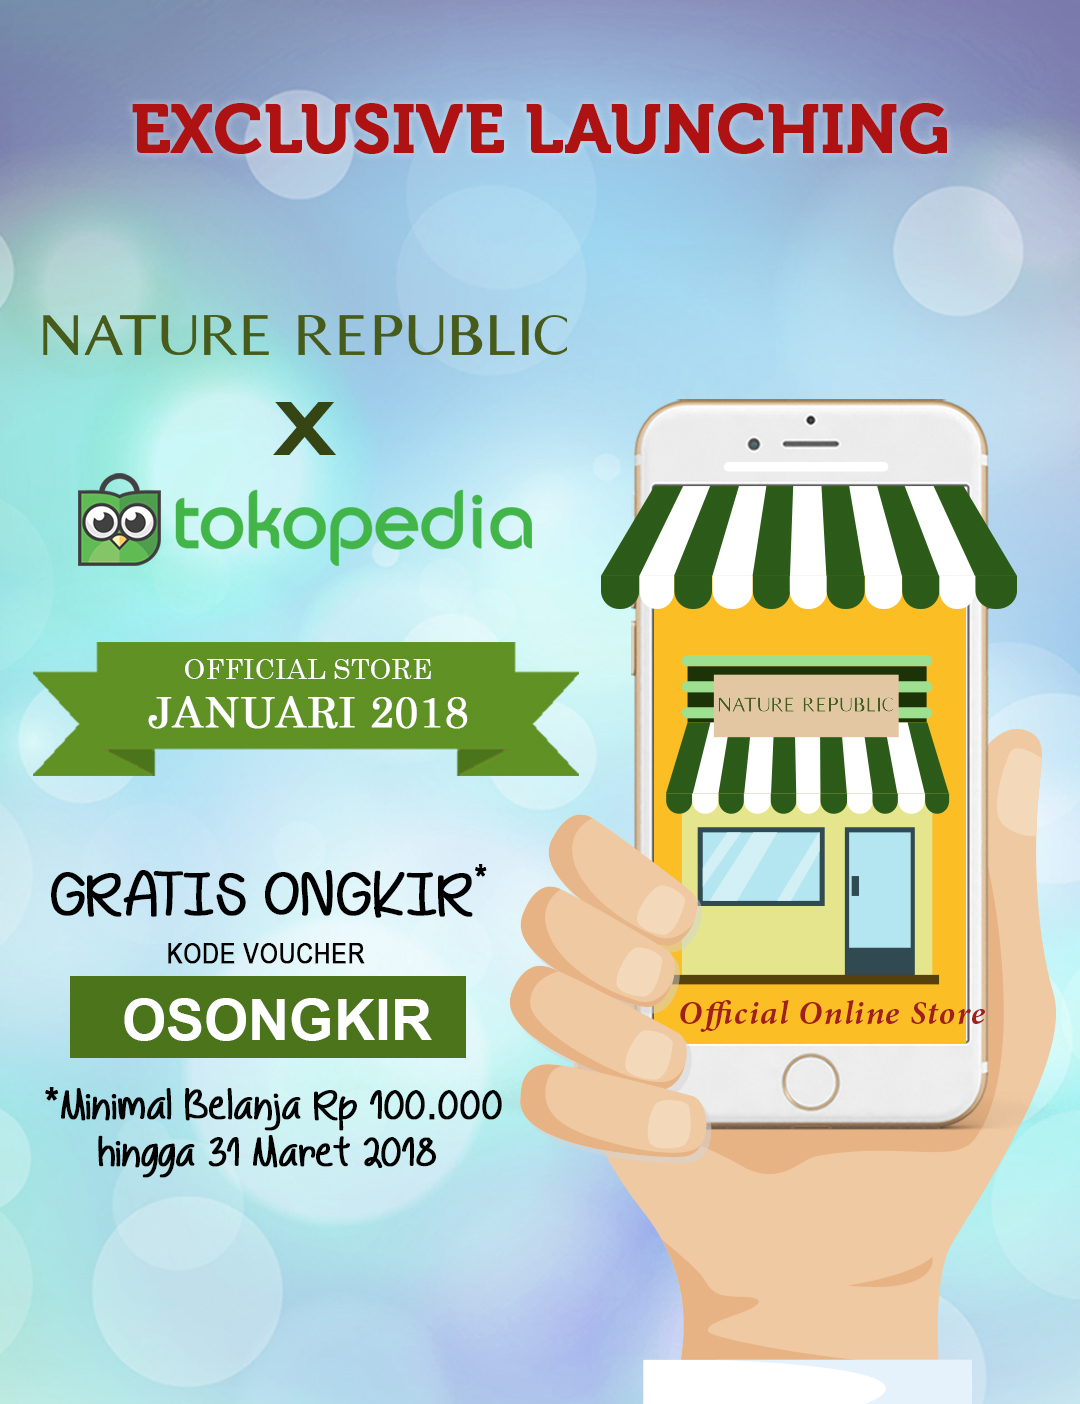 EXCLUSIVE LAUNCHING
NATURE REPUBLIC
X
tokopedia
OFFICIAL STORE
JANUARI 2018
GRATIS ONGKIR*
KODE VOUCHER
OSONGKIR
*Minimal Belanja Rp 100.000
hingga 31 Maret 2018
NATURE REPUBLIC
Official Online Store